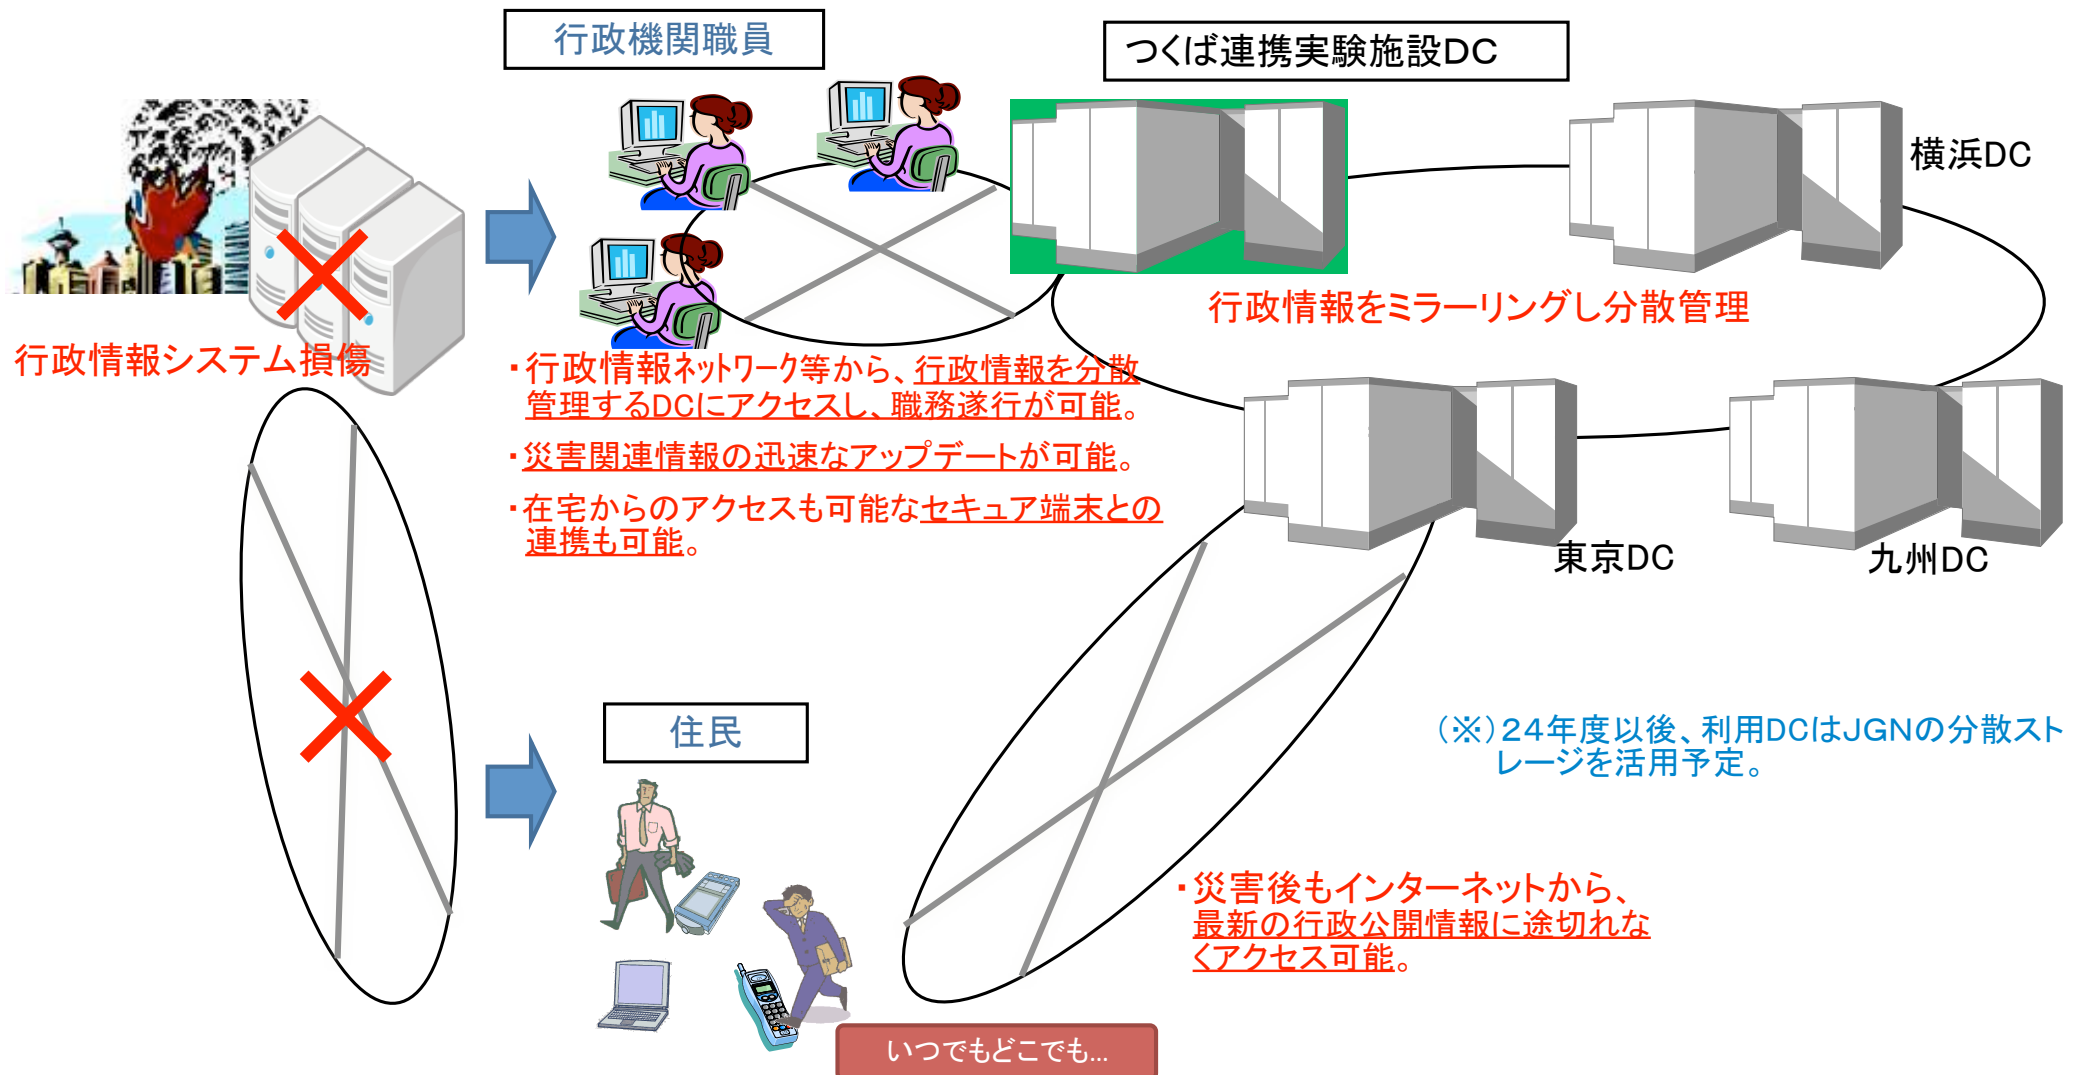 行政機関職員
つくば連携実験施設DC
横浜DC
行政情報をミラーリングし分散管理
行政情報システム損傷
・行政情報ネットワーク等から、行政情報を分散
管理するDCにアクセスし、職務遂行が可能。
・災害関連情報の迅速なアップデートが可能。
・在宅からのアクセスも可能なセキュア端末との
連携も可能。
東京DC
九州DC
住民
(※)24年度以後、利用DCはJGNの分散スト
レージを活用予定。
・災害後もインターネットから、
最新の行政公開情報に途切れな
くアクセス可能。
いつでもどこでも...